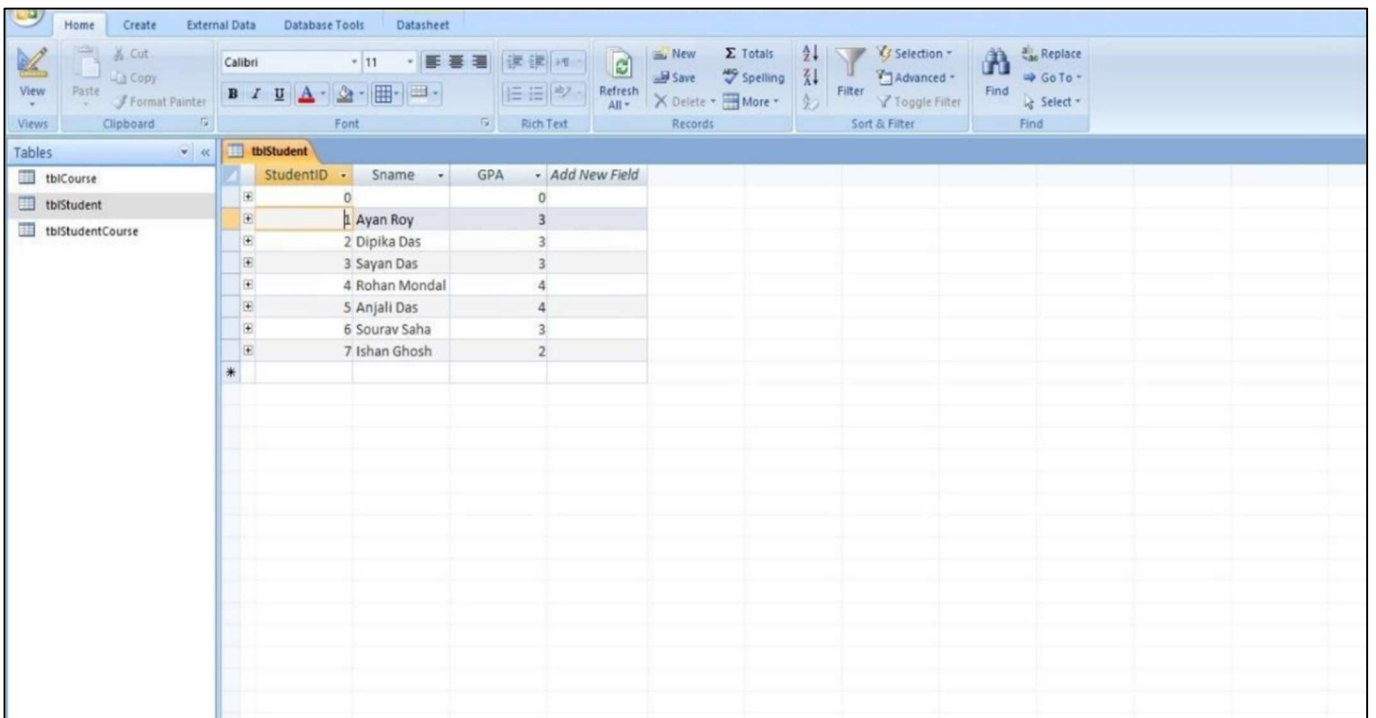 Home Create External Data Database Tools Datasheet
View
Views
Paste
Cut
Copy
Format Painter
Clipboard
Calibri 11
B I U A
Font
Rich Text
Refresh All
New Σ Totals
Save Spelling
Delete More
Records
Filter
Selection
Advanced
Toggle Filter
Sort & Filter
Find
Replace
Go To
Select
Find
Tables
tblCourse
tblStudent
tblStudentCourse
tblStudent
StudentID Sname GPA Add New Field
0 0
1 Ayan Roy 3
2 Dipika Das 3
3 Sayan Das 3
4 Rohan Mondal 4
5 Anjali Das 4
6 Sourav Saha 3
7 Ishan Ghosh 2